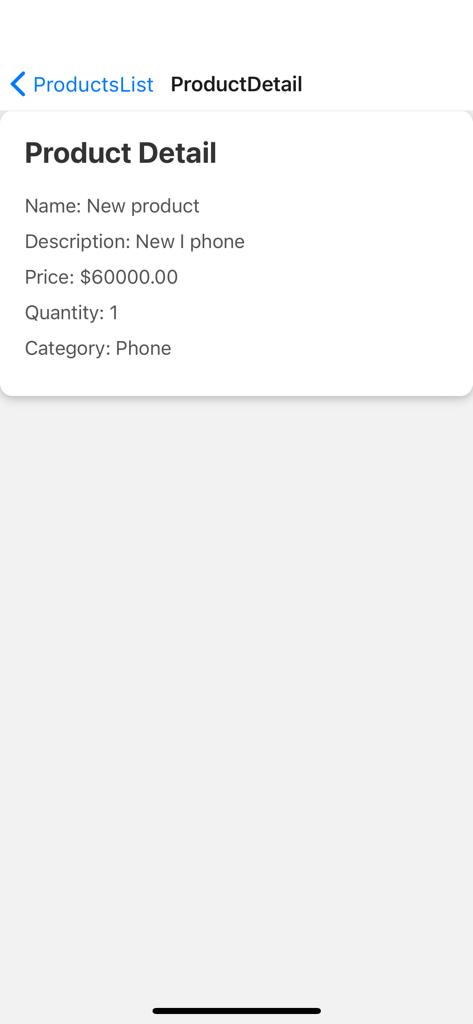 ProductsList ProductDetail
Product Detail
Name: New product
Description: New I phone
Price: $60000.00
Quantity: 1
Category: Phone